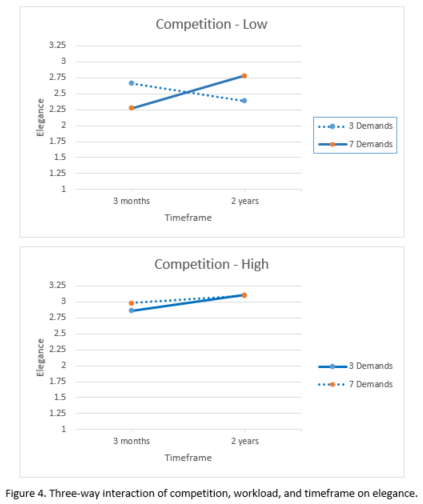 Competition - Low
3.25
3
2.75
2.5
2.25
2
1.75
1.5
1.25
1
Elegance
3 months
2 years
Timeframe
3 Demands
7 Demands
Competition - High
3.25
3
2.75
2.5
2.25
2
1.75
1.5
1.25
1
Elegance
3 months
2 years
Timeframe
3 Demands
7 Demands
Figure 4. Three-way interaction of competition, workload, and timeframe on elegance.